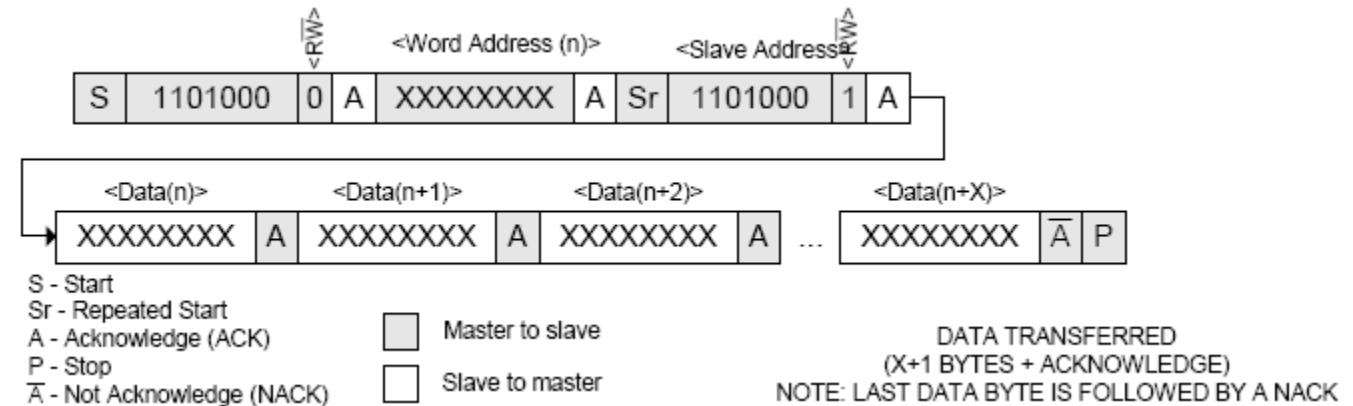 <RW̅> <Word Address (n)> <Slave Address> <RW̅>
S 1101000 0 A XXXXXXXX A Sr 1101000 1 A
<Data(n)> <Data(n+1)> <Data(n+2)> <Data(n+X)>
XXXXXXXX A XXXXXXXX A XXXXXXXX A ... XXXXXXXX A̅ P
S - Start
Sr - Repeated Start
A - Acknowledge (ACK)
P - Stop
A̅ - Not Acknowledge (NACK)
Master to slave
Slave to master
DATA TRANSFERRED
(X+1 BYTES + ACKNOWLEDGE)
NOTE: LAST DATA BYTE IS FOLLOWED BY A NACK